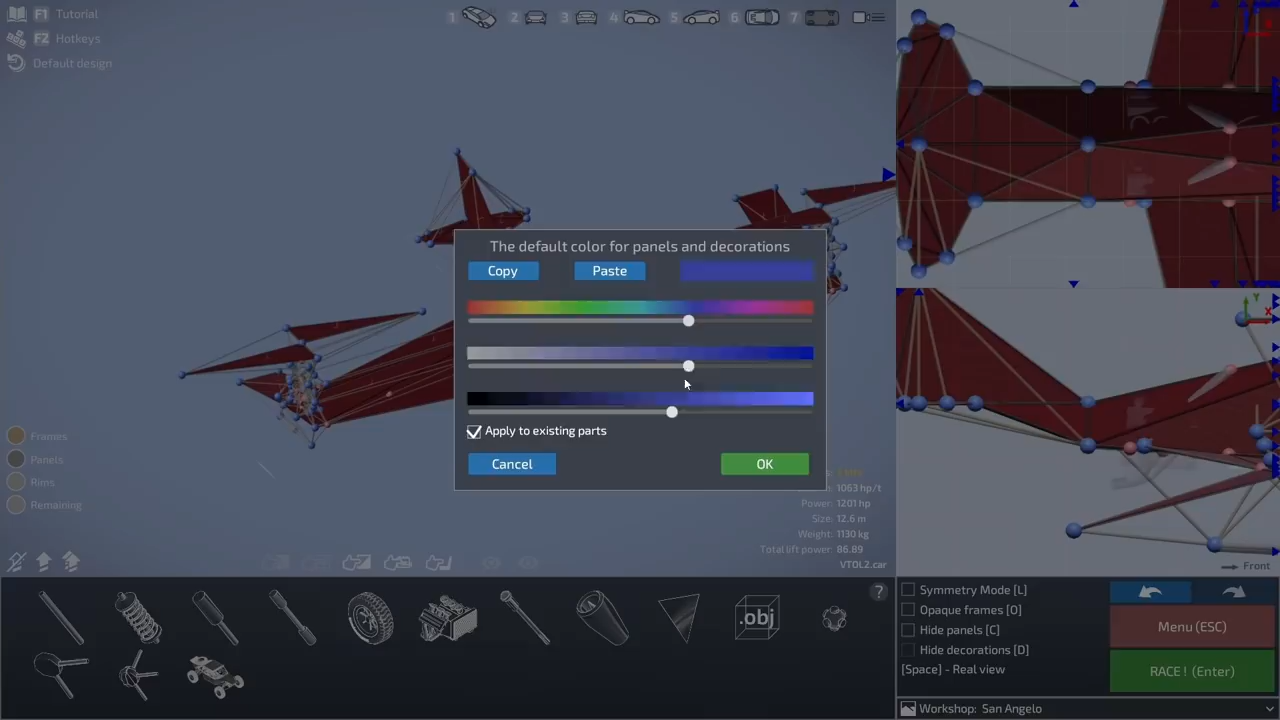 F1 Tutorial
F2 Hotkeys
Default design
1 2 3 4 5 6 7
The default color for panels and decorations
Copy Paste
Apply to existing parts
Cancel OK
Frames
Panels
Rims
Remaining
1063 hp/t
Power: 1201 hp
Size: 12.6 m
Weight: 1130 kg
Total lift power: 86.89
VTOL2.car
Y
X
Front
?
.obj
Symmetry Mode [L]
Opaque frames [O]
Hide panels [C]
Hide decorations [D]
[Space] - Real view
Menu (ESC)
RACE! (Enter)
Workshop: San Angelo